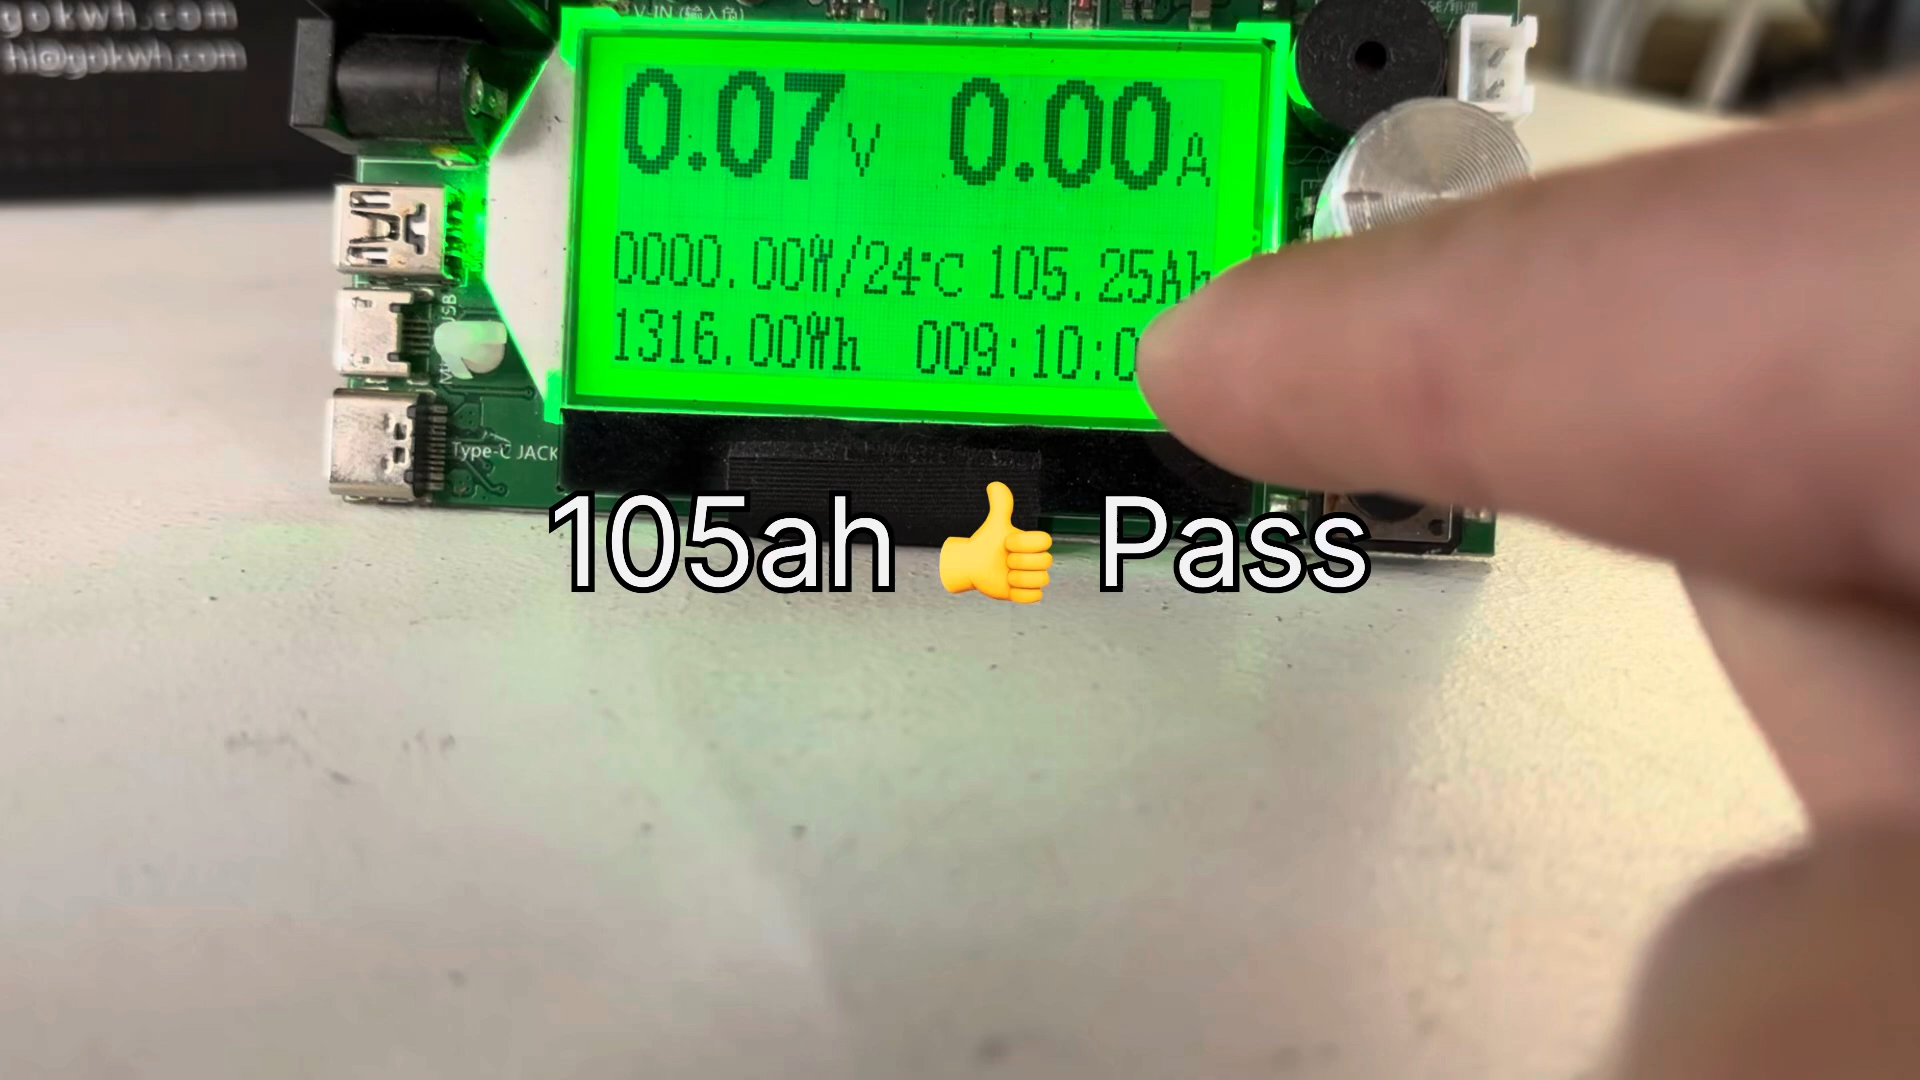 gokwh.com
hi@gokwh.com
V-IN (输入负)
0.07V 0.00A
0000.00W/24℃ 105.25Ah
1316.00Wh 009:10:0
USB
Type-C JACK
105ah 👍 Pass